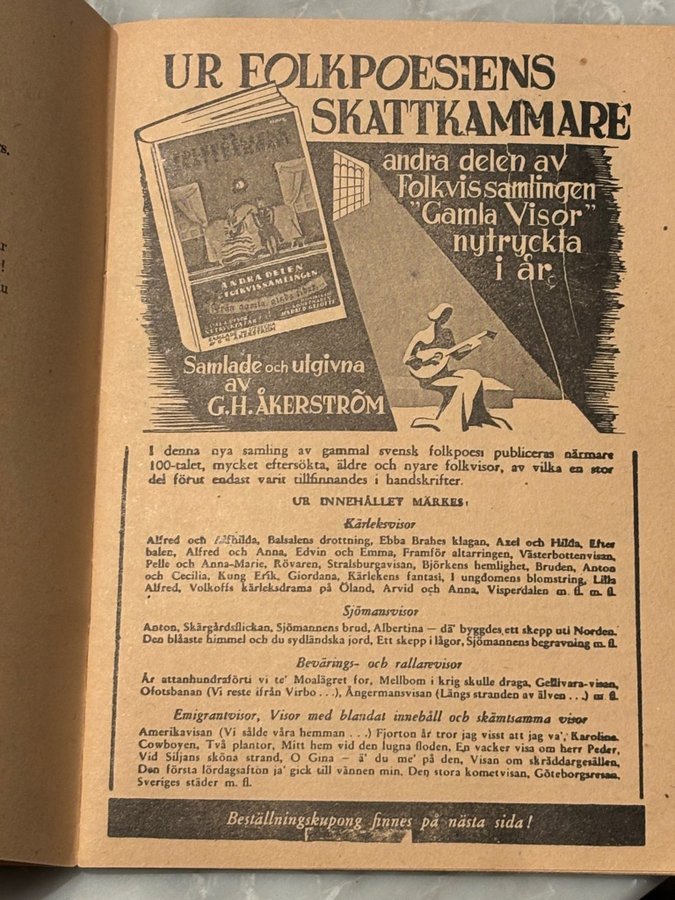 s.
r
!
u
UR FOLKPOESIENS
SKATTKAMMARE
andra delen av
Folkvissamlingen
"Gamla Visor"
nytryckta
i år
ANDRA DELEN
FOLKVISSAMLINGEN
Från gamla
HARALD
ÅKERSTRÖM
Samlade och utgivna
av
G.H. ÅKERSTRÖM
I denna nya samling av gammal svensk folkpoesi publiceras närmare
100-talet, mycket eftersökta, äldre och nyare folkvisor, av vilka en stor
del förut endast varit tillfinnandes i handskrifter.
UR INNEHÅLLET MÄRKES:
Kärleksvisor
Alfred och Alfhilda, Balsalens drottning, Ebba Brahes klagan, Axel och Hilda, Efter
balen, Alfred och Anna, Edvin och Emma, Framför altarringen, Västerbottenvisan,
Pelle och Anna-Marie, Rövaren, Stralsburgavisan, Björkens hemlighet, Bruden, Anton
och Cecilia, Kung Erik, Giordana, Kärlekens fantasi, I ungdomens blomstring, Lilla
Alfred, Volkoffs kärleksdrama på Öland, Arvid och Anna, Visperdalen m. fl. m. fl.
Sjömansvisor
Anton, Skärgårdsflickan, Sjömannens brud, Albertina — dä' byggdes ett skepp uti Norden,
Den blåaste himmel och du sydländska jord, Ett skepp i lågor, Sjömannens begravning m. fl.
Bevärings- och rallarevisor
År attanhundraförti vi te' Moalägret for, Mellbom i krig skulle draga, Gellivara-visan,
Ofotsbanan (Vi reste ifrån Virbo . . .), Ångermansvisan (Längs stranden av älven . . .) m fl.
Emigrantvisor, Visor med blandat innehåll och skämtsamma visor
Amerikavisan (Vi sålde våra hemman . . .) Fjorton år tror jag visst att jag va', Karolina,
Cowboyen, Två plantor, Mitt hem vid den lugna floden, En vacker visa om herr Peder,
Vid Siljans sköna strand, O Gina — ä' du me' på den, Visan om skräddargesällen,
Den första lördagsafton ja' gick till vännen min, Den stora kometvisan, Göteborgsresan,
Sveriges städer m. fl.
Beställningskupong finnes på nästa sida!